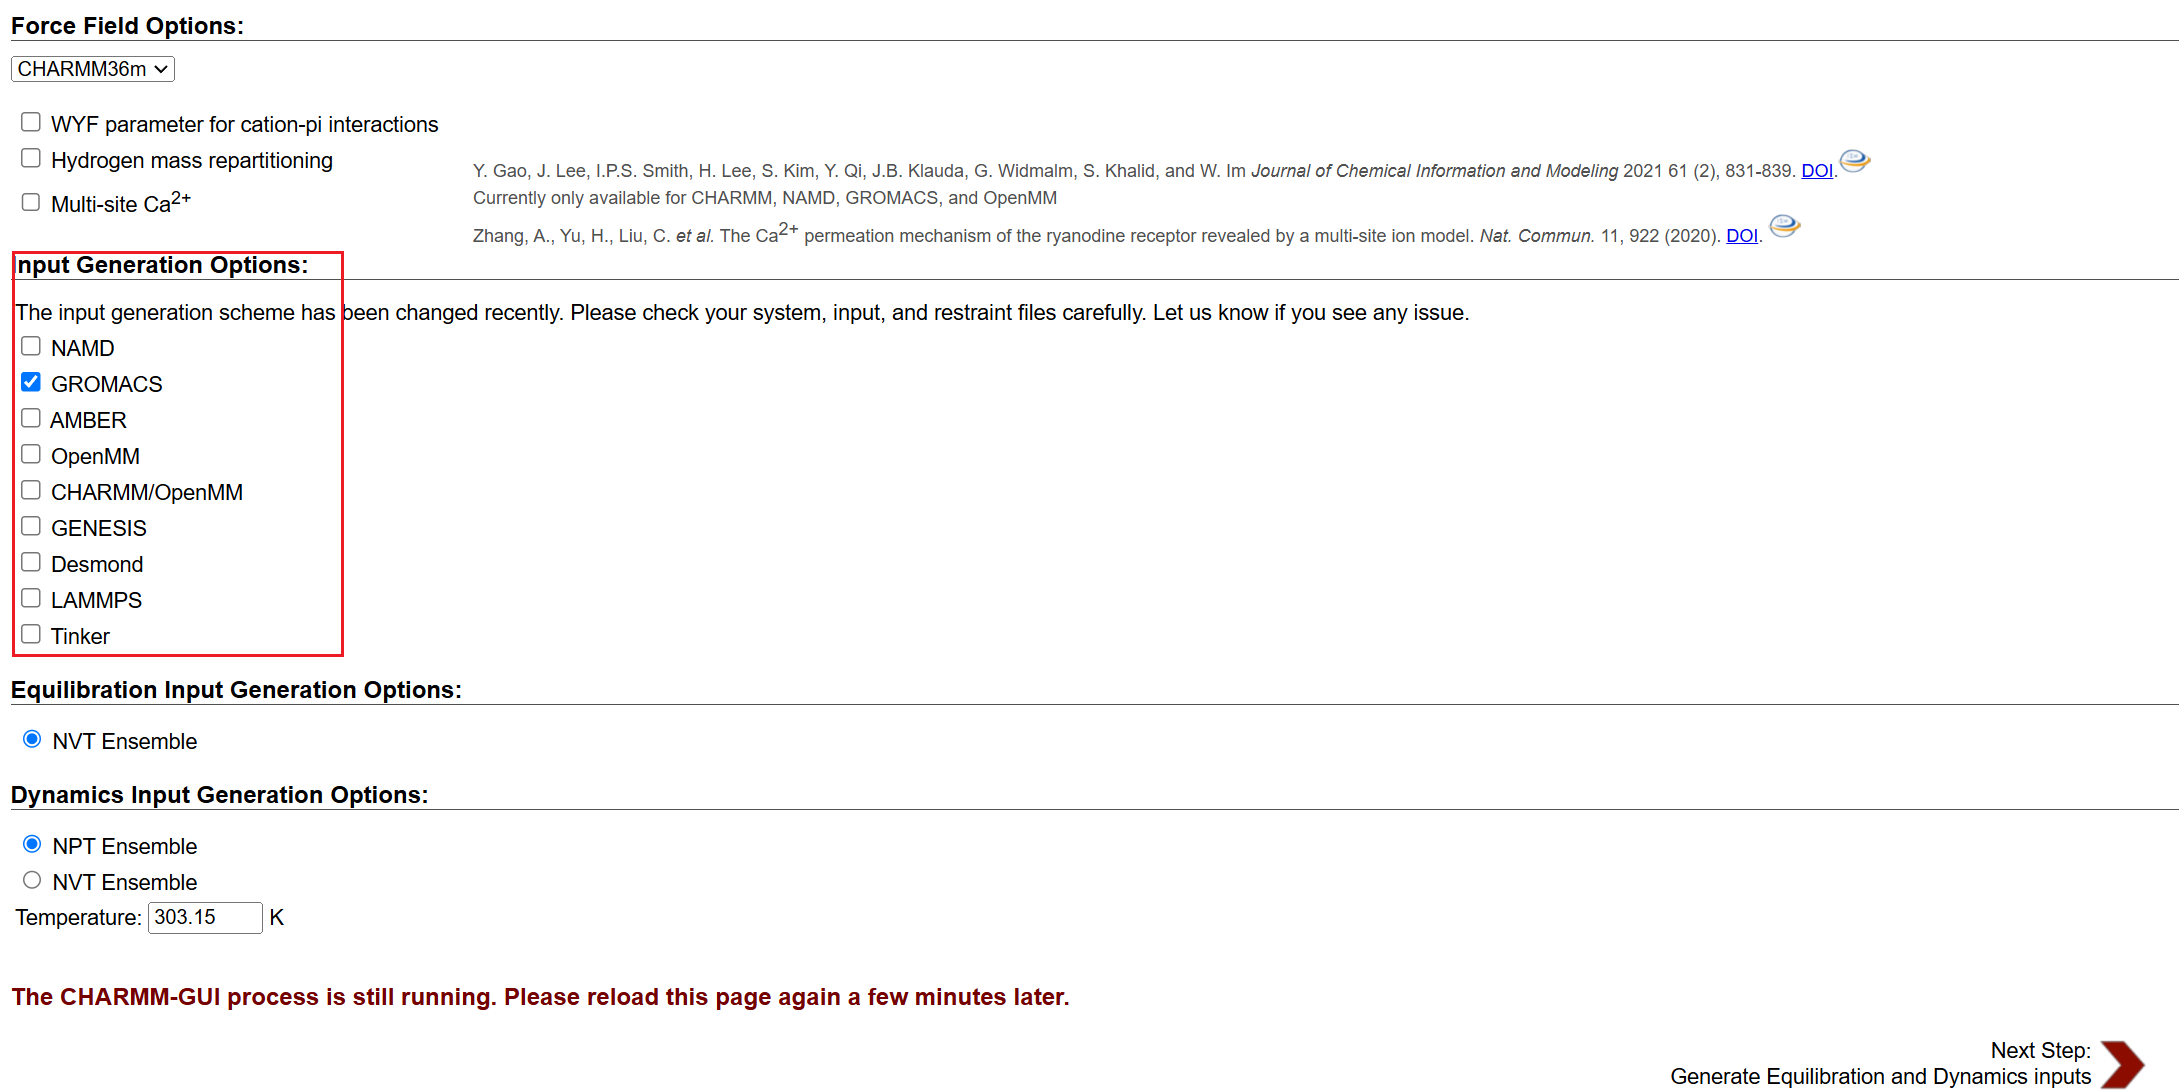 Force Field Options:
CHARMM36m
WYF parameter for cation-pi interactions
Hydrogen mass repartitioning
Y. Gao, J. Lee, I.P.S. Smith, H. Lee, S. Kim, Y. Qi, J.B. Klauda, G. Widmalm, S. Khalid, and W. Im Journal of Chemical Information and Modeling 2021 61 (2), 831-839. DOI.
Currently only available for CHARMM, NAMD, GROMACS, and OpenMM
Multi-site Ca2+
Zhang, A., Yu, H., Liu, C. et al. The Ca2+ permeation mechanism of the ryanodine receptor revealed by a multi-site ion model. Nat. Commun. 11, 922 (2020). DOI.
Input Generation Options:
The input generation scheme has been changed recently. Please check your system, input, and restraint files carefully. Let us know if you see any issue.
NAMD
GROMACS
AMBER
OpenMM
CHARMM/OpenMM
GENESIS
Desmond
LAMMPS
Tinker
Equilibration Input Generation Options:
NVT Ensemble
Dynamics Input Generation Options:
NPT Ensemble
NVT Ensemble
Temperature: 303.15 K
The CHARMM-GUI process is still running. Please reload this page again a few minutes later.
Next Step:
Generate Equilibration and Dynamics inputs